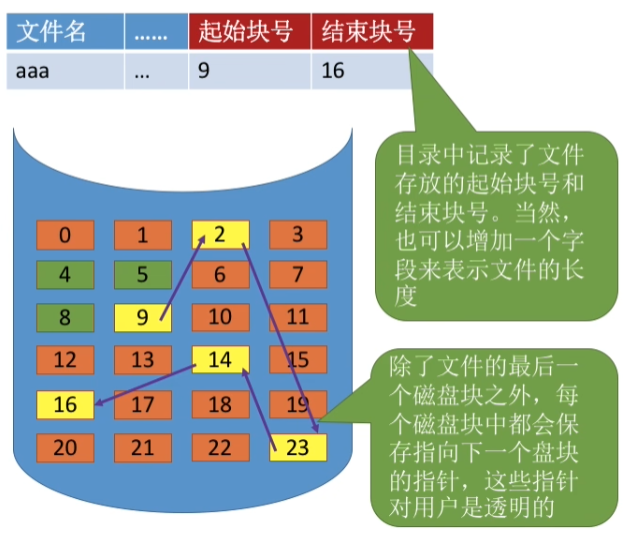 文件名 …… 起始块号 结束块号
aaa … 9 16
目录中记录了文件
存放的起始块号和
结束块号。当然，
也可以增加一个字
段来表示文件的长
度
0 1 2 3
4 5 6 7
8 9 10 11
12 13 14 15
16 17 18 19
20 21 22 23
除了文件的最后一
个磁盘块之外，每
个磁盘块中都会保
存指向下一个盘块
的指针，这些指针
对用户是透明的